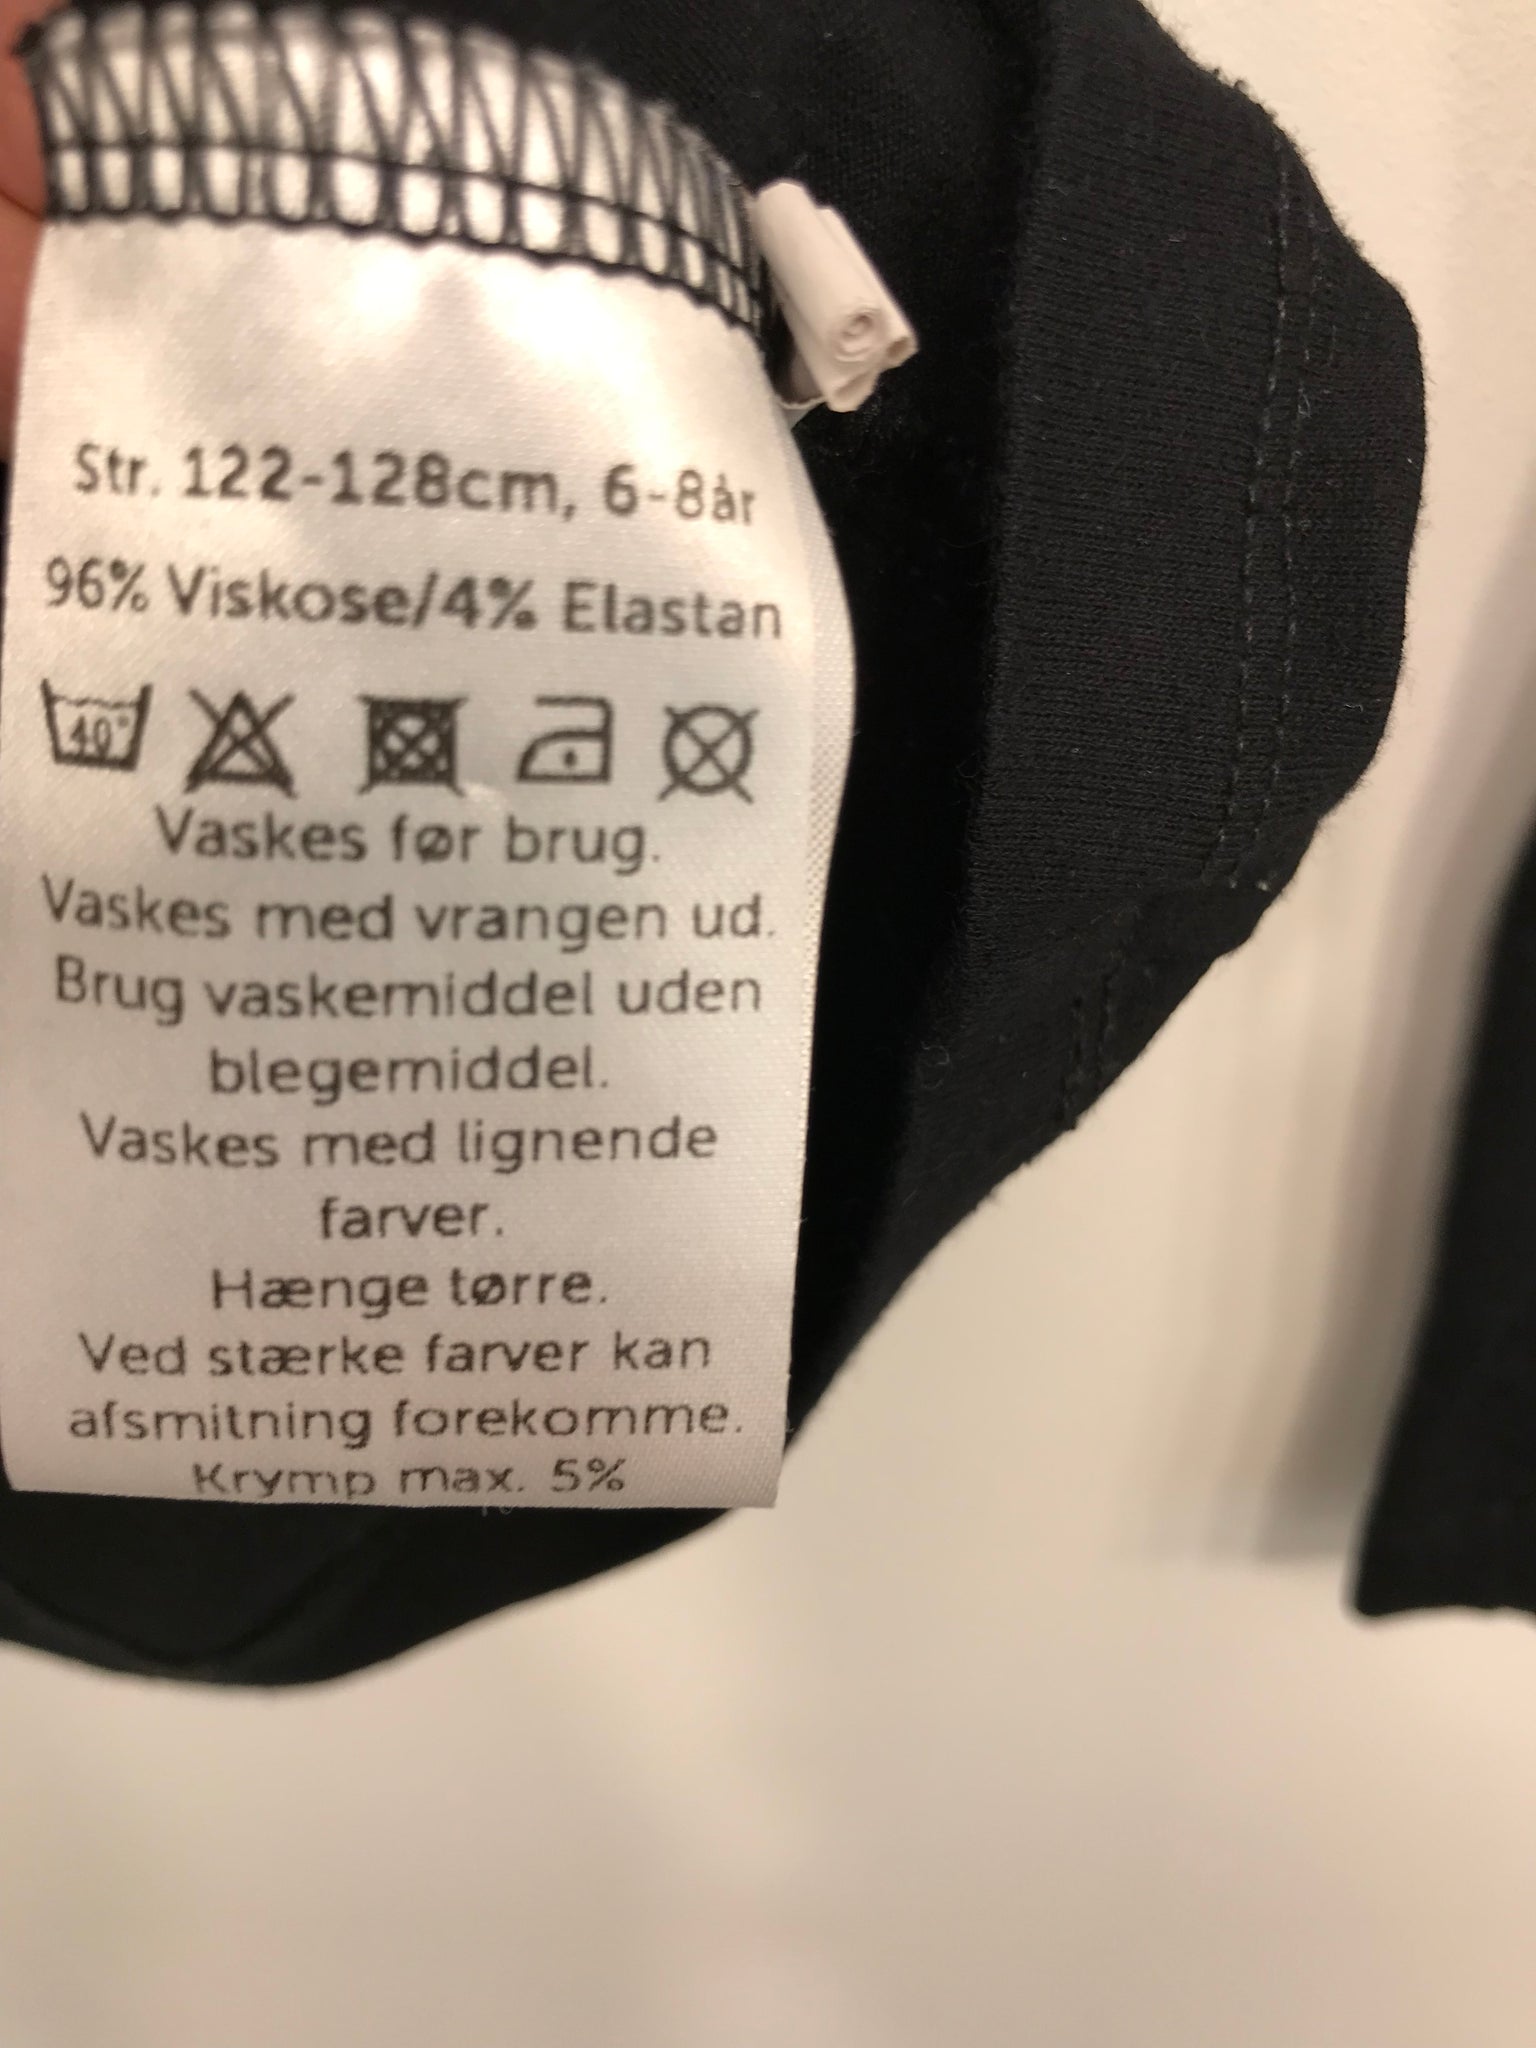 Str. 122-128cm, 6-8år
96% Viskose/4% Elastan
40°
Vaskes før brug.
Vaskes med vrangen ud.
Brug vaskemiddel uden
blegemiddel.
Vaskes med lignende
farver.
Hænge tørre.
Ved stærke farver kan
afsmitning forekomme.
Krymp max. 5%